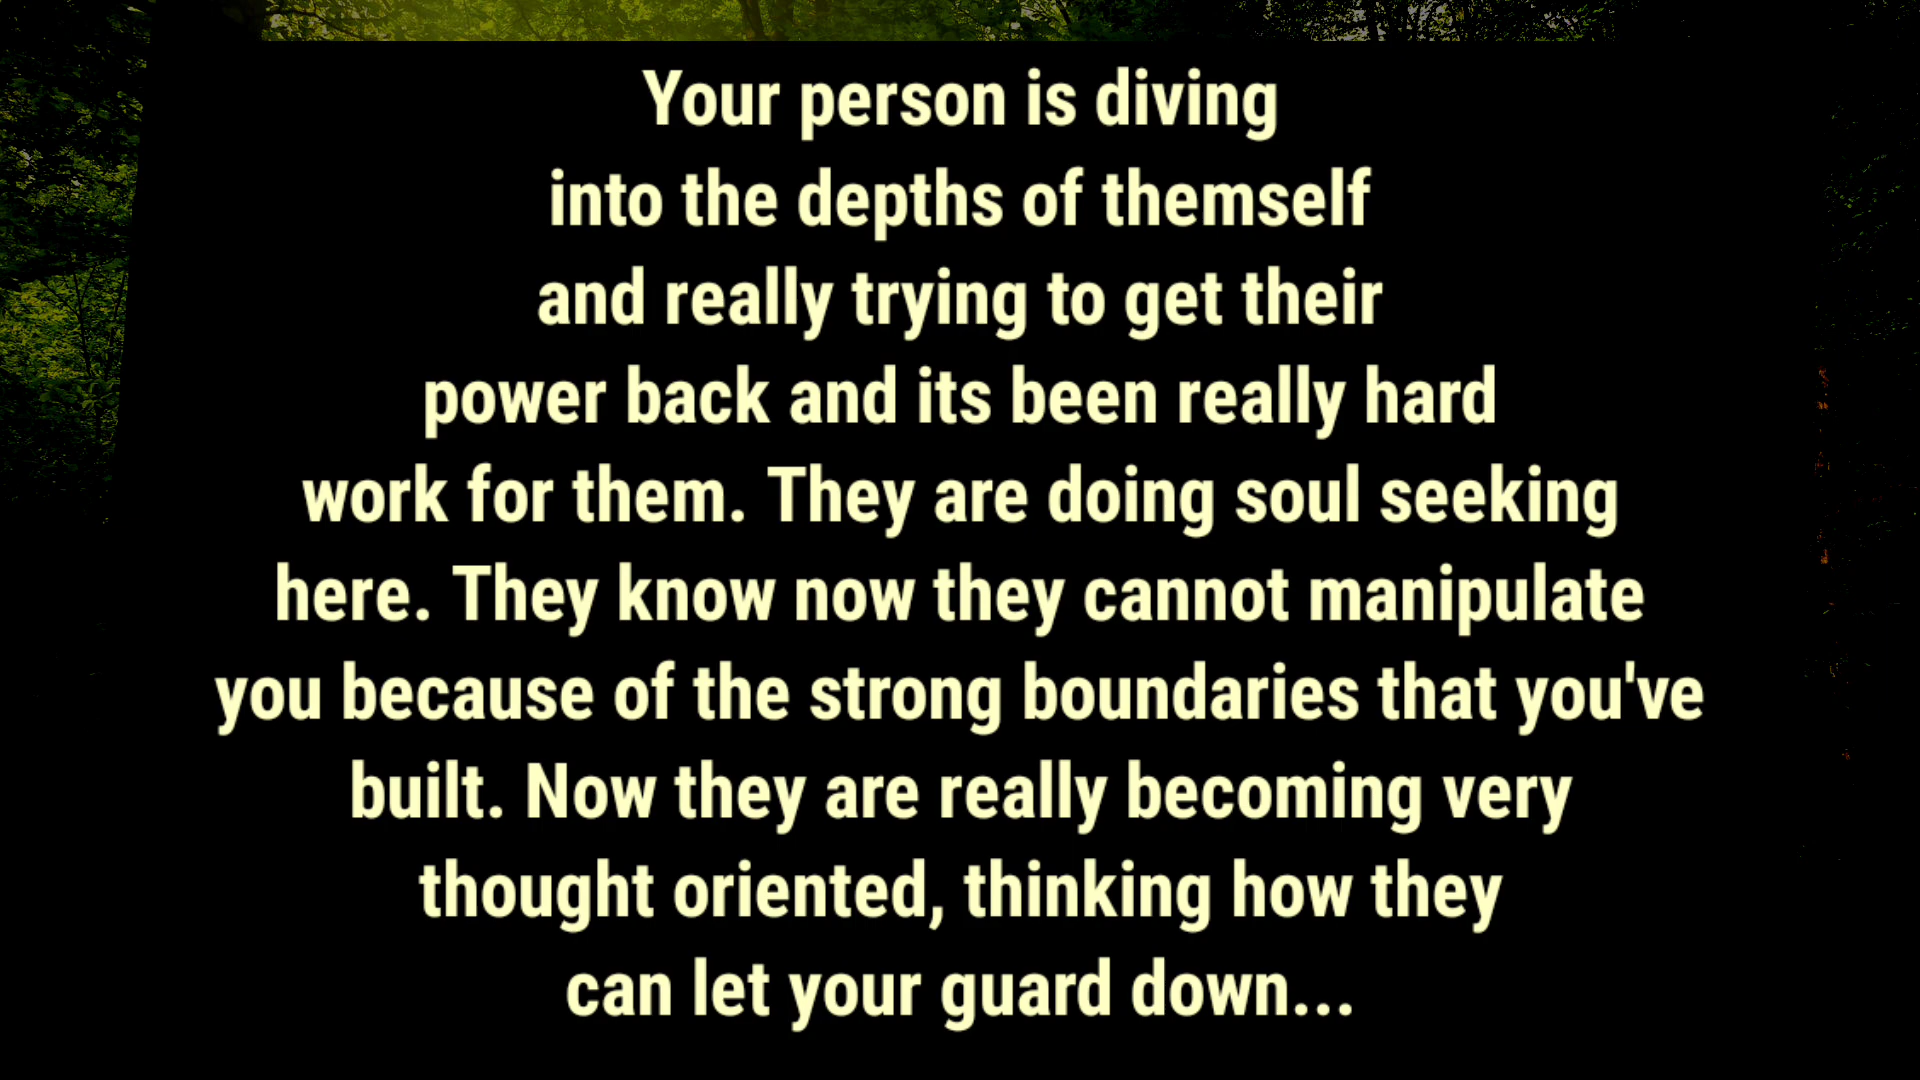 Your person is diving
into the depths of themself
and really trying to get their
power back and its been really hard
work for them. They are doing soul seeking
here. They know now they cannot manipulate
you because of the strong boundaries that you've
built. Now they are really becoming very
thought oriented, thinking how they
can let your guard down...